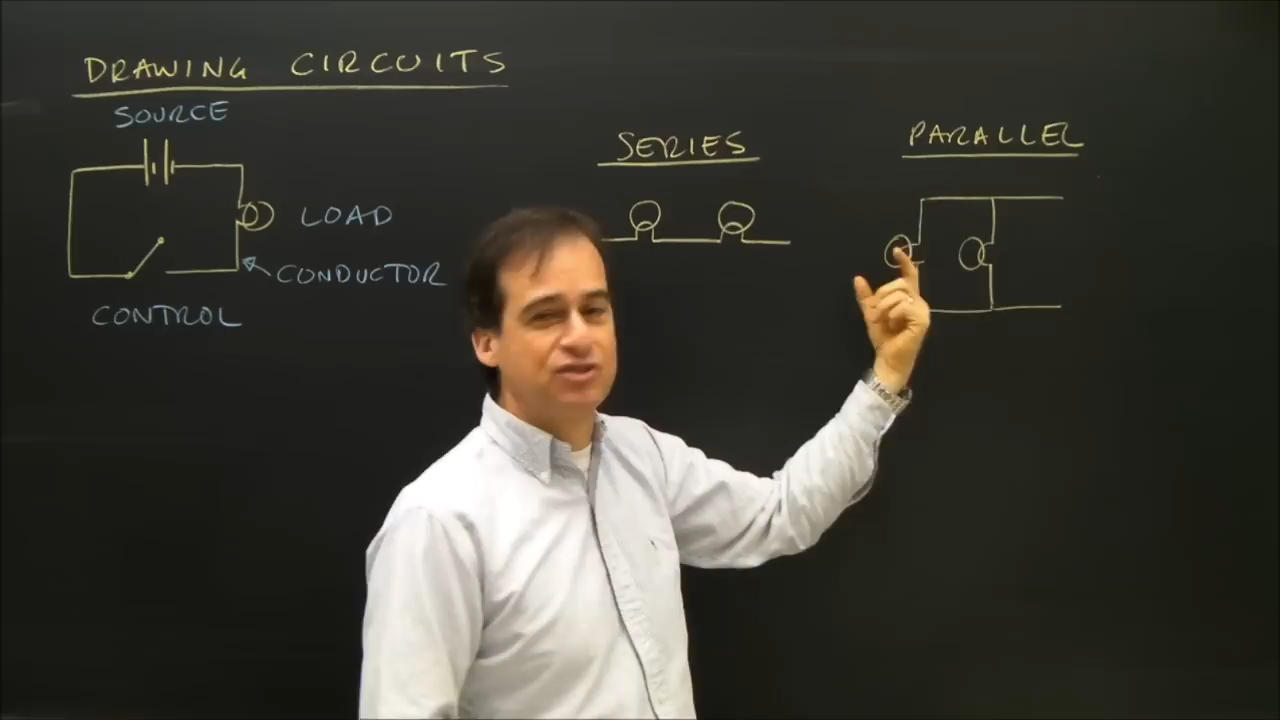 DRAWING CIRCUITS
SOURCE
LOAD
CONDUCTOR
CONTROL
SERIES
PARALLEL